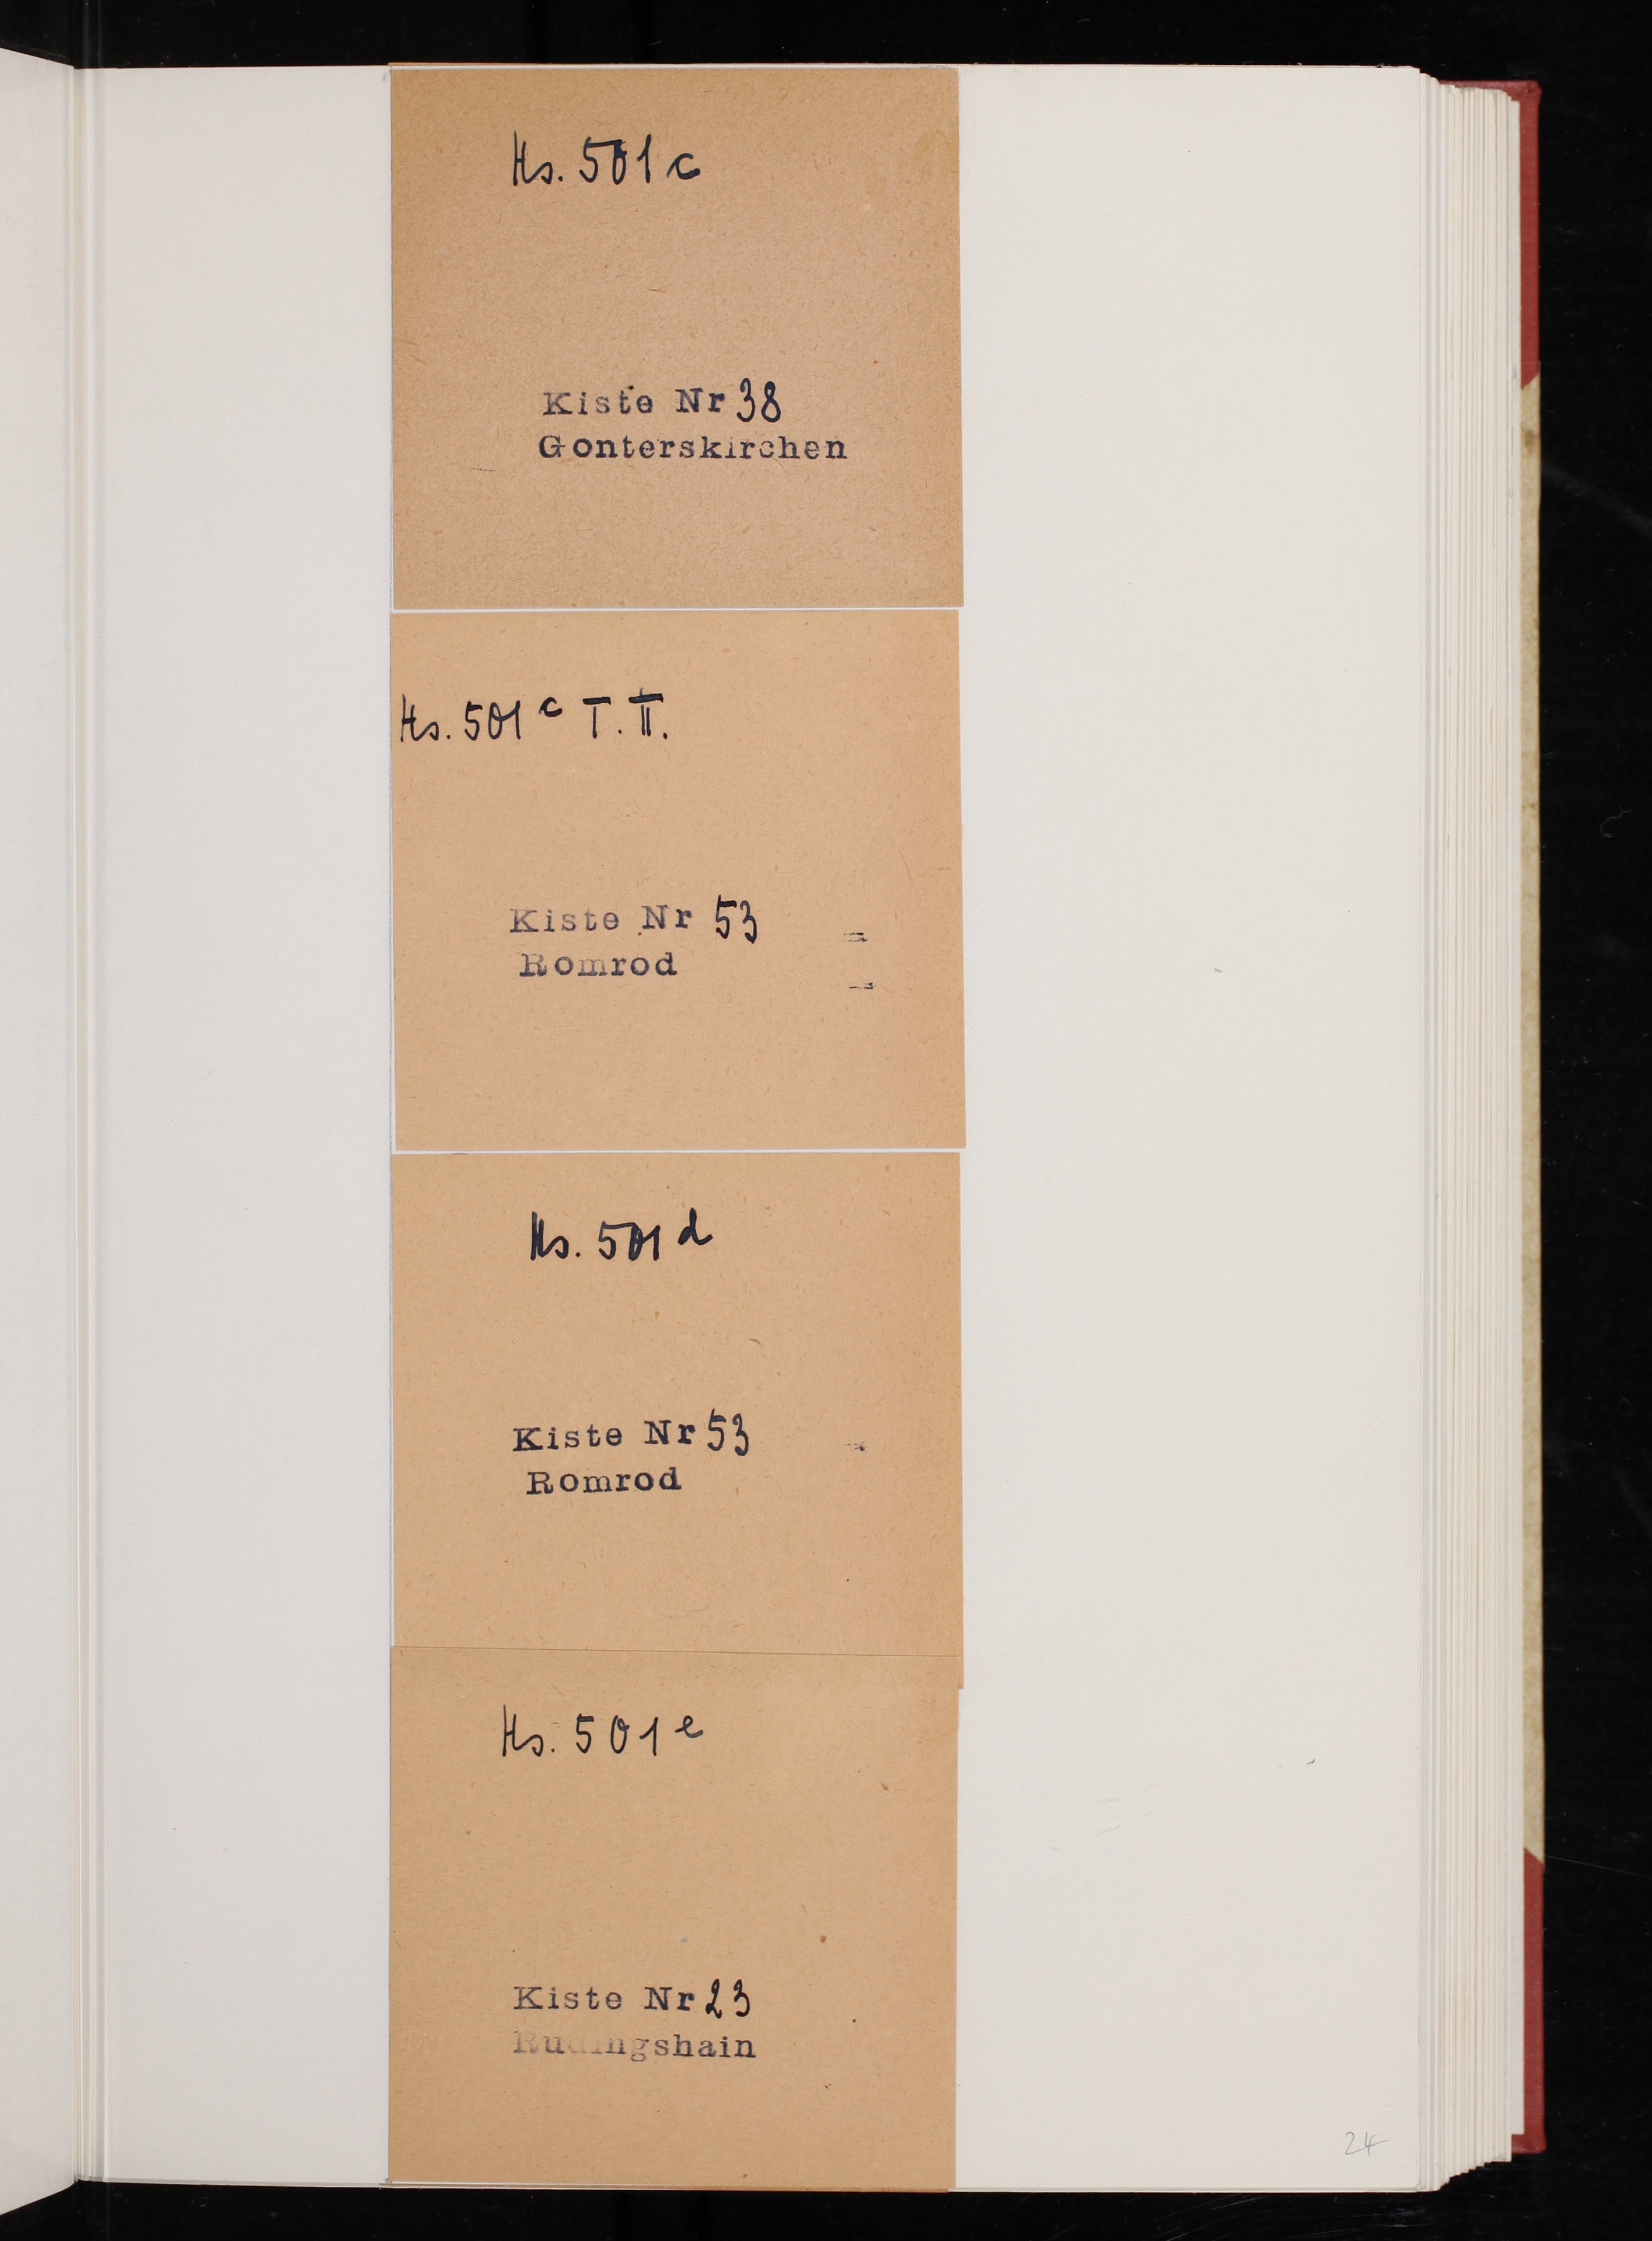 Hs. 501 c
Kiste Nr 38
Gonterskirchen
Hs. 501 c T. II.
Kiste Nr 53
Romrod
Hs. 501 d
Kiste Nr 53
Romrod
Hs. 501 e
Kiste Nr 23
Rudingshain
24